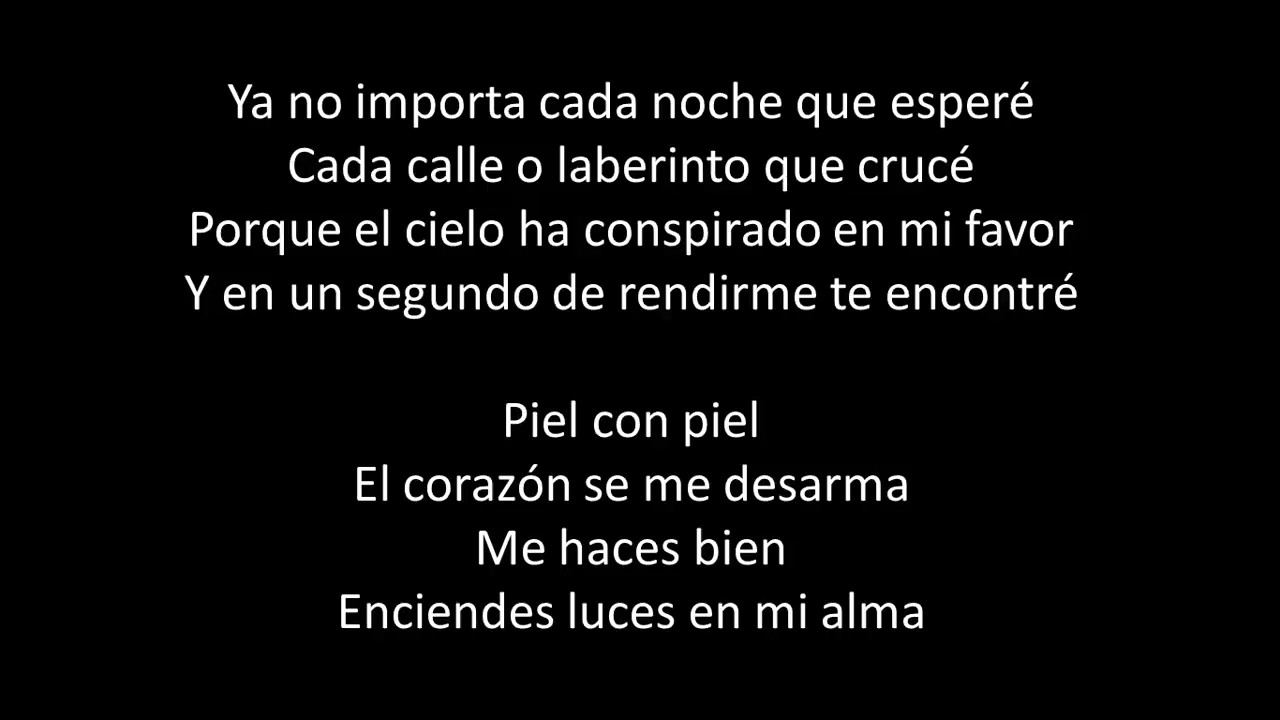 Ya no importa cada noche que esperé
Cada calle o laberinto que crucé
Porque el cielo ha conspirado en mi favor
Y en un segundo de rendirme te encontré
Piel con piel
El corazón se me desarma
Me haces bien
Enciendes luces en mi alma